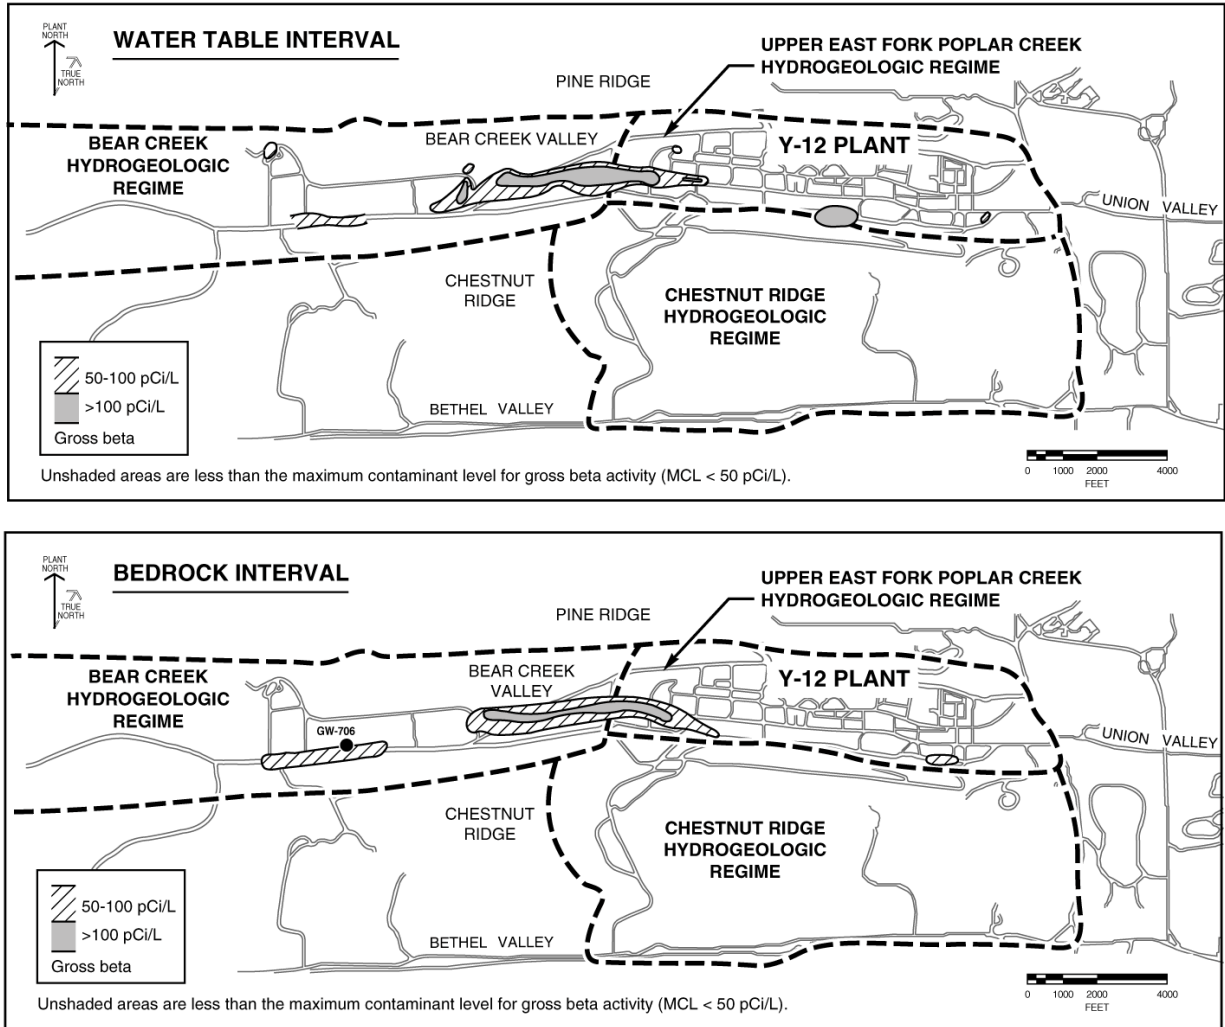 PLANT
NORTH
TRUE
NORTH
WATER TABLE INTERVAL
UPPER EAST FORK POPLAR CREEK
HYDROGEOLOGIC REGIME
PINE RIDGE
BEAR CREEK
HYDROGEOLOGIC
REGIME
BEAR CREEK VALLEY
Y-12 PLANT
UNION VALLEY
CHESTNUT
RIDGE
CHESTNUT RIDGE
HYDROGEOLOGIC
REGIME
50-100 pCi/L
>100 pCi/L
Gross beta
BETHEL VALLEY
0 1000 2000 4000
FEET
Unshaded areas are less than the maximum contaminant level for gross beta activity (MCL < 50 pCi/L).
PLANT
NORTH
TRUE
NORTH
BEDROCK INTERVAL
UPPER EAST FORK POPLAR CREEK
HYDROGEOLOGIC REGIME
PINE RIDGE
BEAR CREEK
HYDROGEOLOGIC
REGIME
BEAR CREEK
VALLEY
Y-12 PLANT
GW-706
UNION VALLEY
CHESTNUT
RIDGE
CHESTNUT RIDGE
HYDROGEOLOGIC
REGIME
50-100 pCi/L
>100 pCi/L
Gross beta
BETHEL VALLEY
0 1000 2000 4000
FEET
Unshaded areas are less than the maximum contaminant level for gross beta activity (MCL < 50 pCi/L).